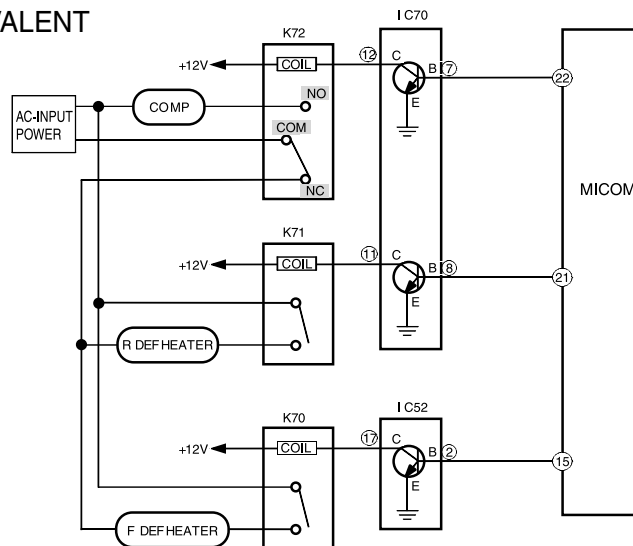 VALENT
K72
IC70
+12V
COIL
12
C
B
7
E
22
AC-INPUT
POWER
COMP
NO
COM
NC
MICOM
K71
+12V
COIL
11
C
B
8
E
21
R DEF HEATER
K70
IC52
+12V
COIL
17
C
B
2
E
15
F DEF HEATER